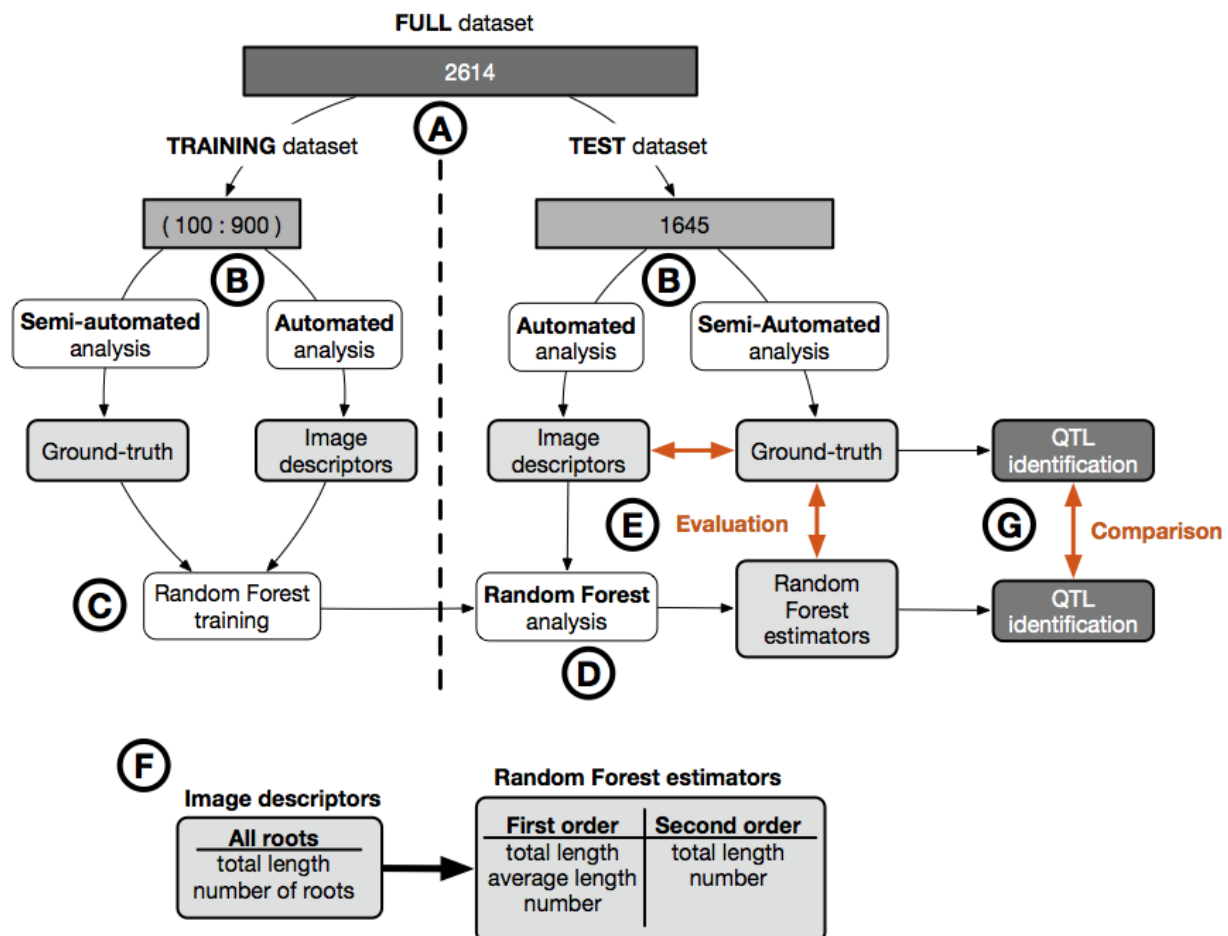 FULL dataset
2614
A
TRAINING dataset
TEST dataset
( 100 : 900 )
1645
B
B
Semi-automated
analysis
Automated
analysis
Automated
analysis
Semi-Automated
analysis
Ground-truth
Image
descriptors
Image
descriptors
Ground-truth
QTL
identification
E
Evaluation
G
Comparison
C
Random Forest
training
Random Forest
analysis
Random
Forest
estimators
QTL
identification
D
F
Image descriptors
All roots
total length
number of roots
Random Forest estimators
First order
total length
average length
number
Second order
total length
number